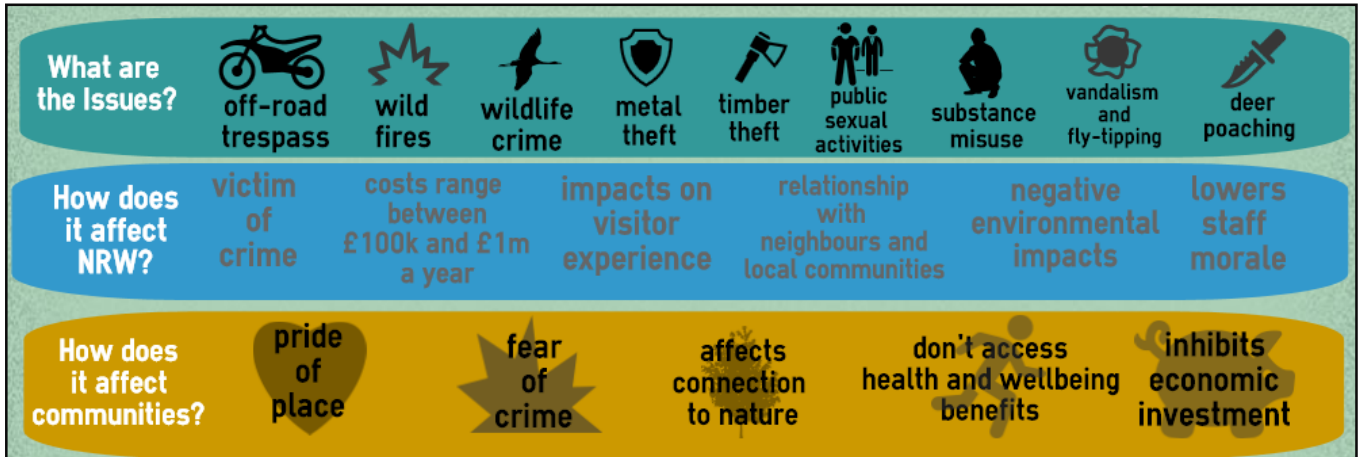 What are
the Issues?
off-road
trespass
wild
fires
wildlife
crime
metal
theft
timber
theft
public
sexual
activities
substance
misuse
vandalism
and
fly-tipping
deer
poaching
How does
it affect
NRW?
victim
of
crime
costs range
between
£100k and £1m
a year
impacts on
visitor
experience
relationship
with
neighbours and
local communities
negative
environmental
impacts
lowers
staff
morale
How does
it affect
communities?
pride
of
place
fear
of
crime
affects
connection
to nature
don't access
health and wellbeing
benefits
inhibits
economic
investment